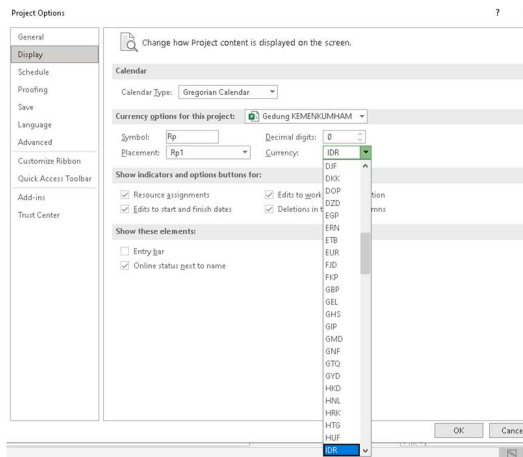 Project Options
?
General
Display
Schedule
Proofing
Save
Language
Advanced
Customize Ribbon
Quick Access Toolbar
Add-ins
Trust Center
Change how Project content is displayed on the screen.
Calendar
Calendar Type: Gregorian Calendar
Currency options for this project: Gedung KEMENKUMHAM
Symbol: Rp Decimal digits: 0
Placement: Rp1 Currency: IDR
Show indicators and options buttons for:
Resource assignments Edits to work tion
Edits to start and finish dates Deletions in t mns
Show these elements:
Entry bar
Online status next to name
DJF
DKK
DOP
DZD
EGP
ERN
ETB
EUR
FJD
FKP
GBP
GEL
GHS
GIP
GMD
GNF
GTQ
GYD
HKD
HNL
HRK
HTG
HUF
IDR
OK Cance